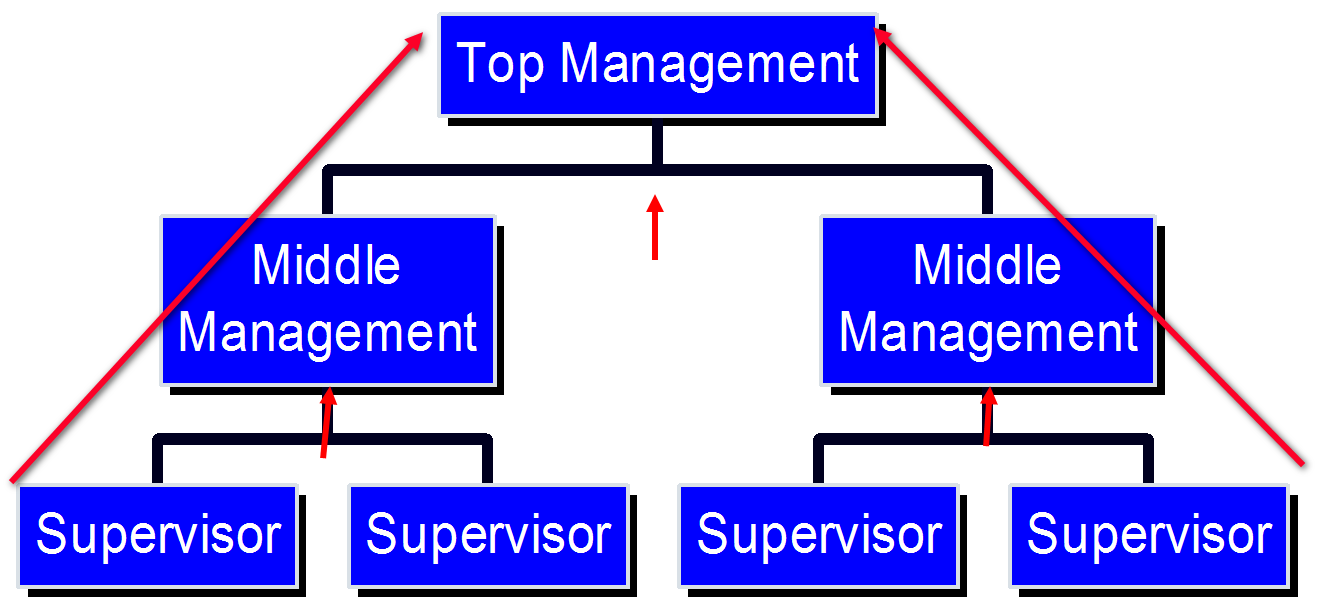 Top Management
Middle
Management
Middle
Management
Supervisor
Supervisor
Supervisor
Supervisor